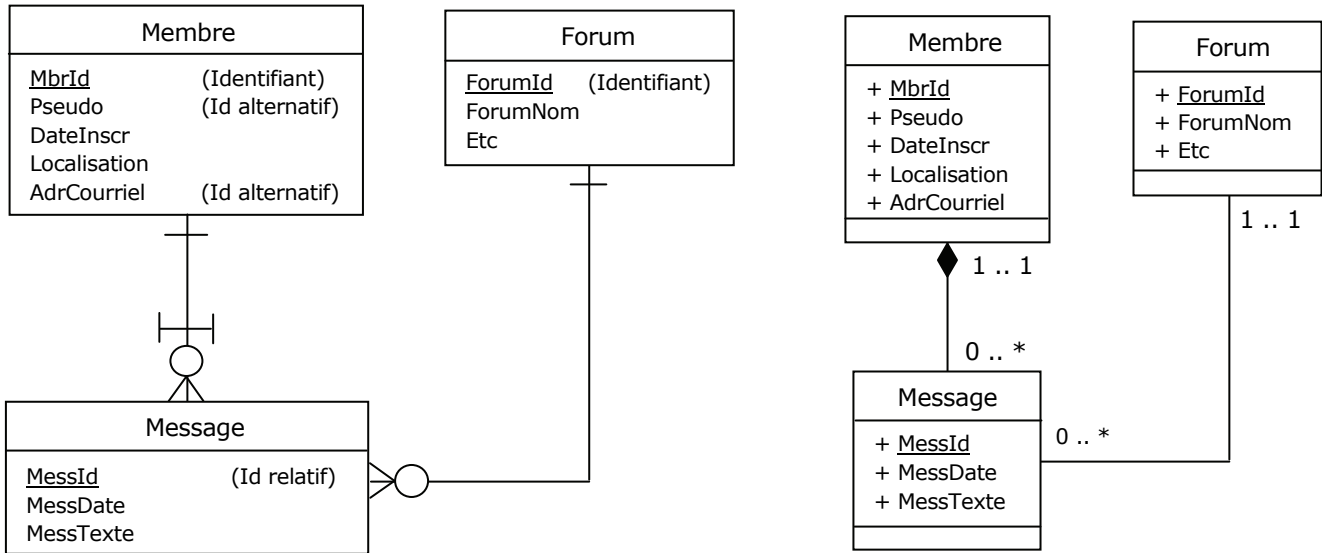 Membre
MbrId (Identifiant)
Pseudo (Id alternatif)
DateInscr
Localisation
AdrCourriel (Id alternatif)
Forum
ForumId (Identifiant)
ForumNom
Etc
Message
MessId (Id relatif)
MessDate
MessTexte
Membre
+ MbrId
+ Pseudo
+ DateInscr
+ Localisation
+ AdrCourriel
Forum
+ ForumId
+ ForumNom
+ Etc
1 .. 1
1 .. 1
0 .. *
Message
+ MessId
+ MessDate
+ MessTexte
0 .. *